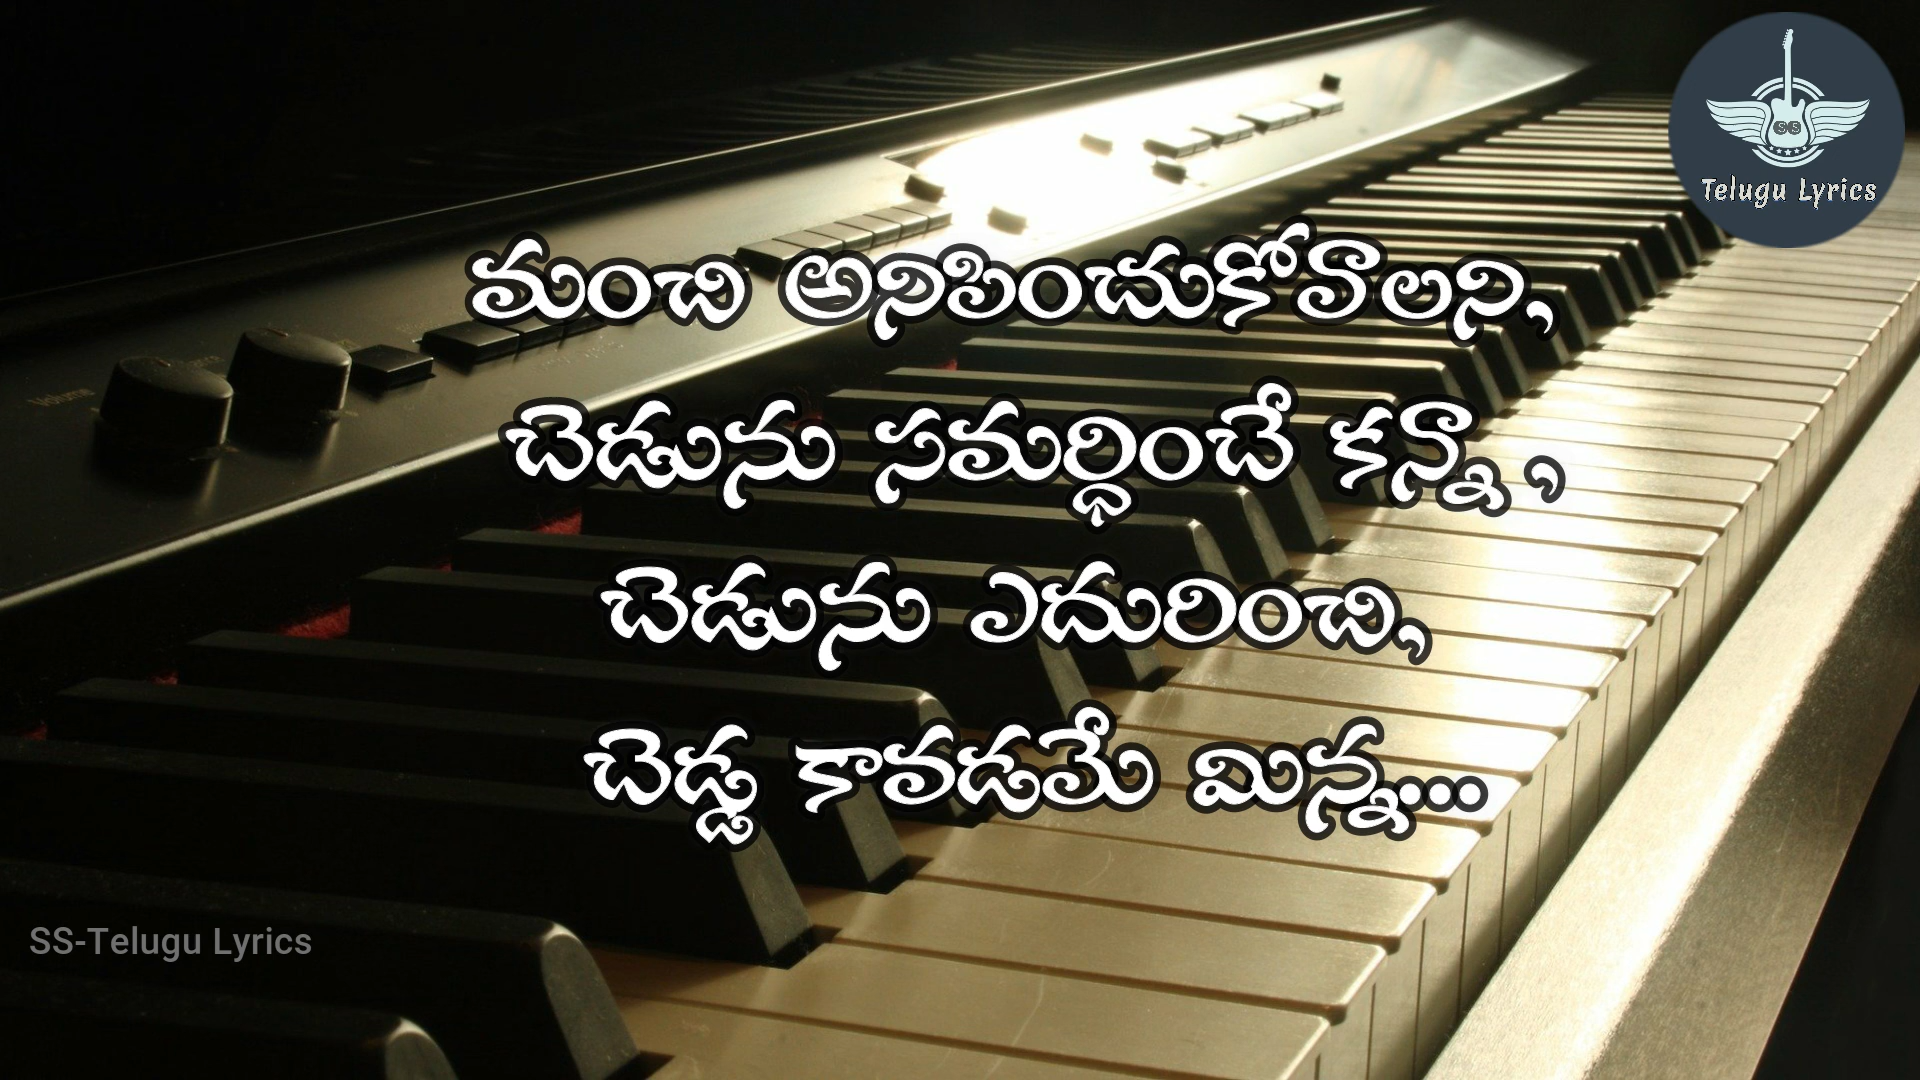 Telugu Lyrics
మంచి అనిపించుకోవాలని,
చెడును సమర్ధించే కన్నా ,
చెడును ఎదురించి,
చెడ్డ కావడమే మిన్న...
SS-Telugu Lyrics